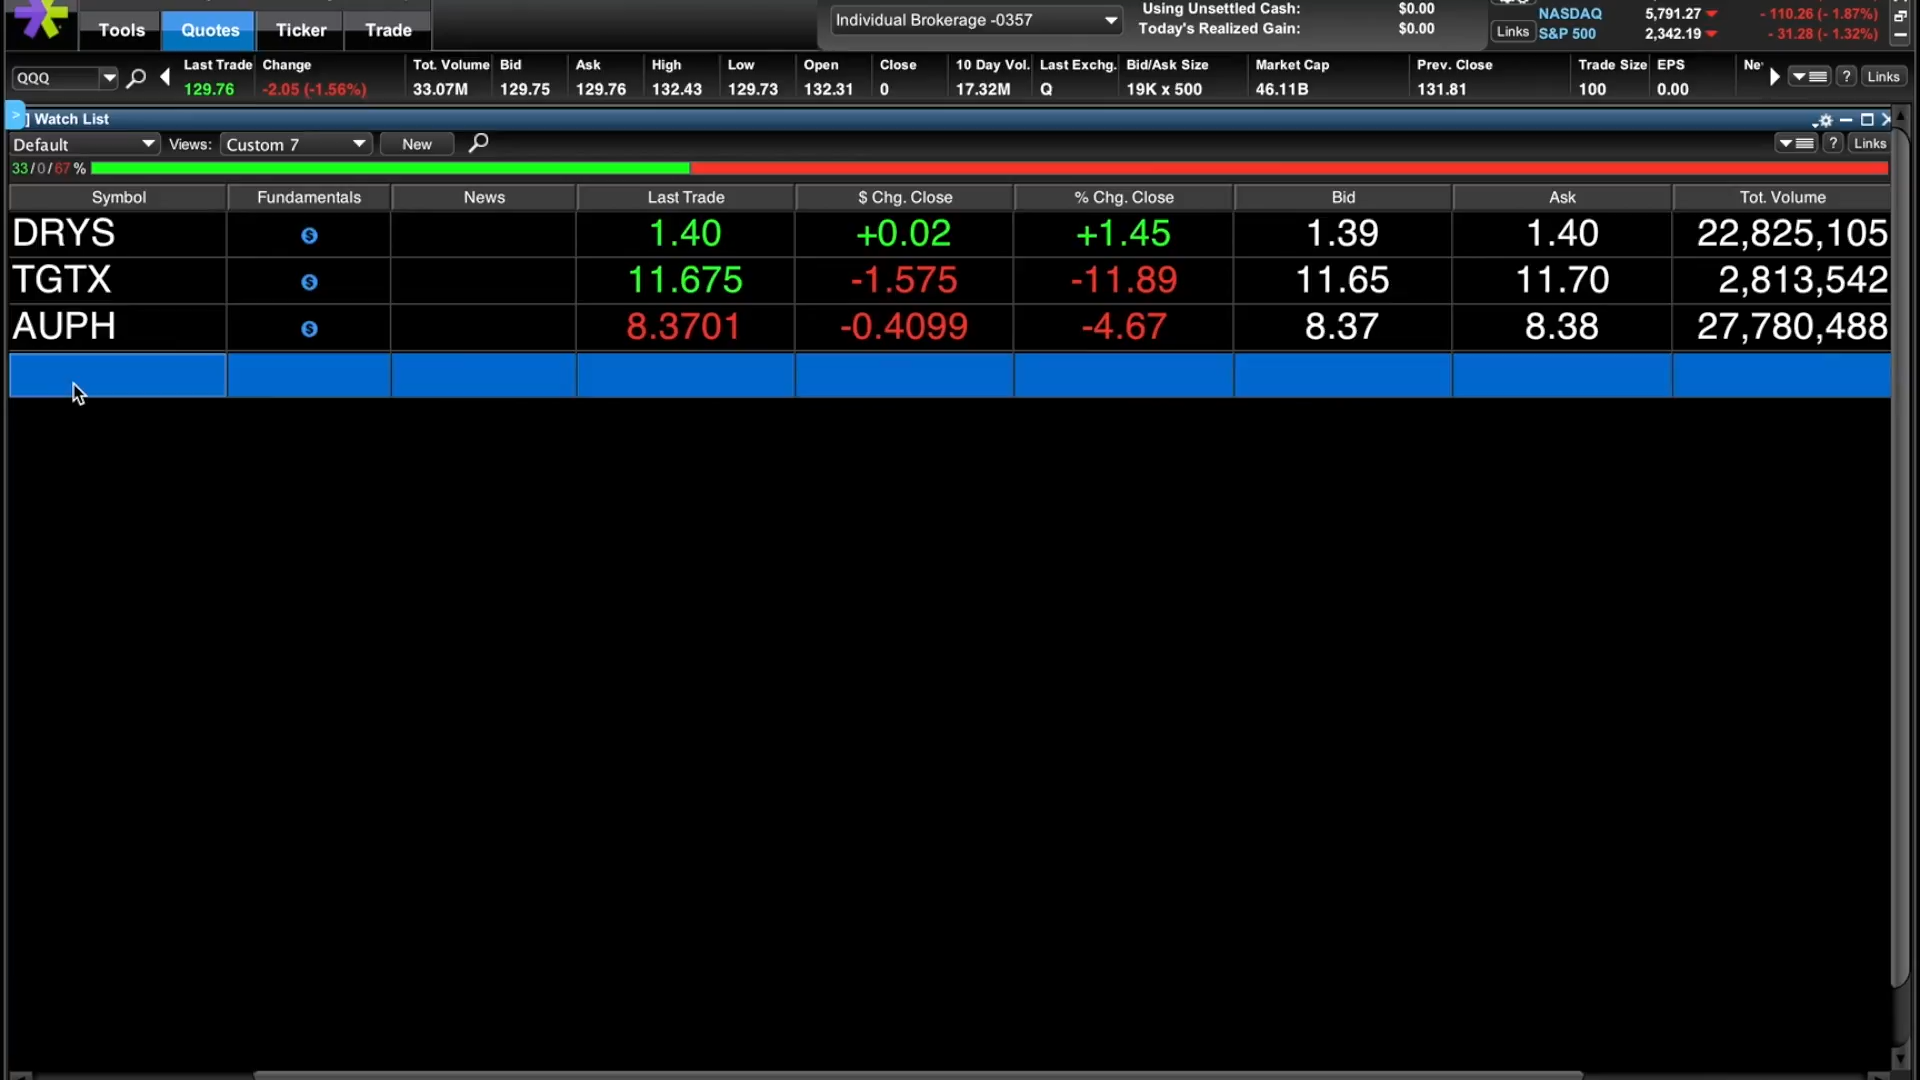 Using Unsettled Cash: $0.00
Individual Brokerage -0357
NASDAQ 5,791.27 - 110.26 (- 1.87%)
Tools Quotes Ticker Trade
Today's Realized Gain: $0.00
Links S&P 500 2,342.19 - 31.28 (- 1.32%)
Last Trade Change Tot. Volume Bid Ask High Low Open Close 10 Day Vol. Last Exchg. Bid/Ask Size Market Cap Prev. Close Trade Size EPS Ne
QQQ 129.76 -2.05 (-1.56%) 33.07M 129.75 129.76 132.43 129.73 132.31 0 17.32M Q 19K x 500 46.11B 131.81 100 0.00 ? Links
> ] Watch List
Default Views: Custom 7 New ? Links
33/0/67 %
Symbol Fundamentals News Last Trade $ Chg. Close % Chg. Close Bid Ask Tot. Volume
DRYS $ 1.40 +0.02 +1.45 1.39 1.40 22,825,105
TGTX $ 11.675 -1.575 -11.89 11.65 11.70 2,813,542
AUPH $ 8.3701 -0.4099 -4.67 8.37 8.38 27,780,488